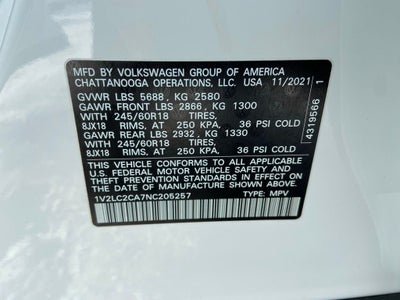 MFD BY VOLKSWAGEN GROUP OF AMERICA
CHATTANOOGA OPERATIONS, LLC. USA 11/2021
GVWR LBS 5688 , KG 2580
GAWR FRONT LBS 2866 , KG 1300
WITH 245/60R18 TIRES,
8JX18 RIMS, AT 250 KPA, 36 PSI COLD
GAWR REAR LBS 2932 , KG 1330
WITH 245/60R18 TIRES,
8JX18 RIMS, AT 250 KPA, 36 PSI COLD
THIS VEHICLE CONFORMS TO ALL APPLICABLE
U.S. FEDERAL MOTOR VEHICLE SAFETY
AND THEFT PREVENTION STANDARDS IN EFFECT
ON THE DATE OF MANUFACTURE SHOWN ABOVE.
1V2LC2CA7NC205257 TYPE: MPV
4319566 1